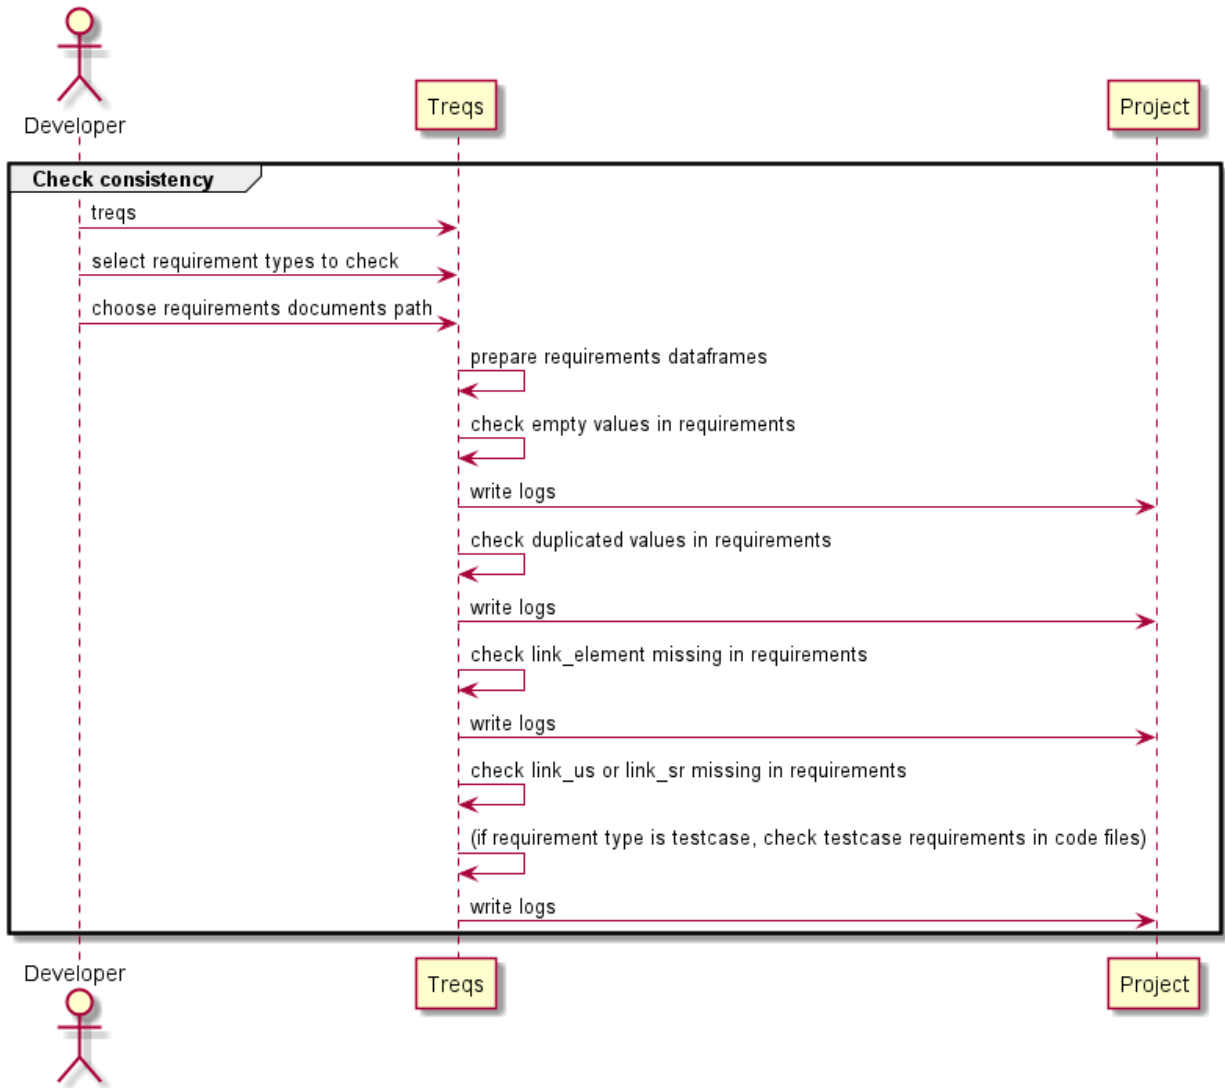 Developer
Treqs
Project
Check consistency
treqs
select requirement types to check
choose requirements documents path
prepare requirements dataframes
check empty values in requirements
write logs
check duplicated values in requirements
write logs
check link_element missing in requirements
write logs
check link_us or link_sr missing in requirements
(if requirement type is testcase, check testcase requirements in code files)
write logs
Developer
Treqs
Project